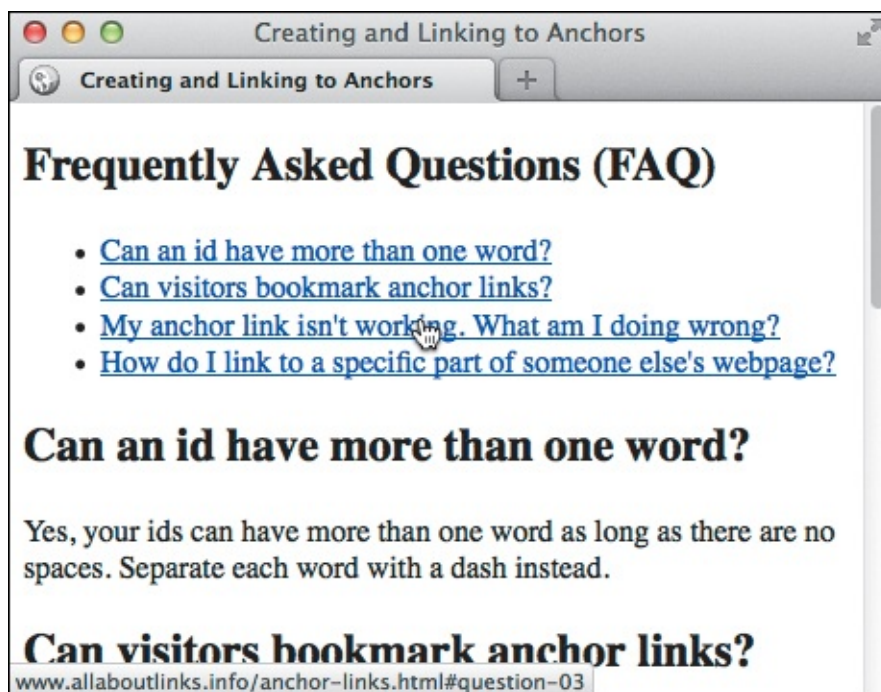 Creating and Linking to Anchors
Creating and Linking to Anchors
Frequently Asked Questions (FAQ)
• Can an id have more than one word?
• Can visitors bookmark anchor links?
• My anchor link isn't working. What am I doing wrong?
• How do I link to a specific part of someone else's webpage?
Can an id have more than one word?
Yes, your ids can have more than one word as long as there are no
spaces. Separate each word with a dash instead.
Can visitors bookmark anchor links?
www.allaboutlinks.info/anchor-links.html#question-03